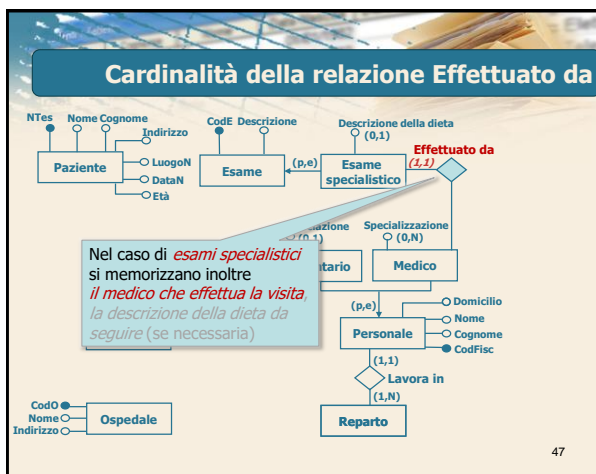 Cardinalità della relazione Effettuato da
NTes
Nome Cognome
Indirizzo
LuogoN
DataN
Età
Paziente
CodE
Descrizione
Esame
(p,e)
Descrizione della dieta
(0,1)
Esame
specialistico
Effettuato da
(1,1)
Nel caso di esami specialistici
si memorizzano inoltre
il medico che effettua la visita,
la descrizione della dieta da
seguire (se necessaria)
Specializzazione
(0,N)
Medico
(p,e)
Personale
Domicilio
Nome
Cognome
CodFisc
(1,1)
Lavora in
(1,N)
Reparto
CodO
Nome
Indirizzo
Ospedale
47